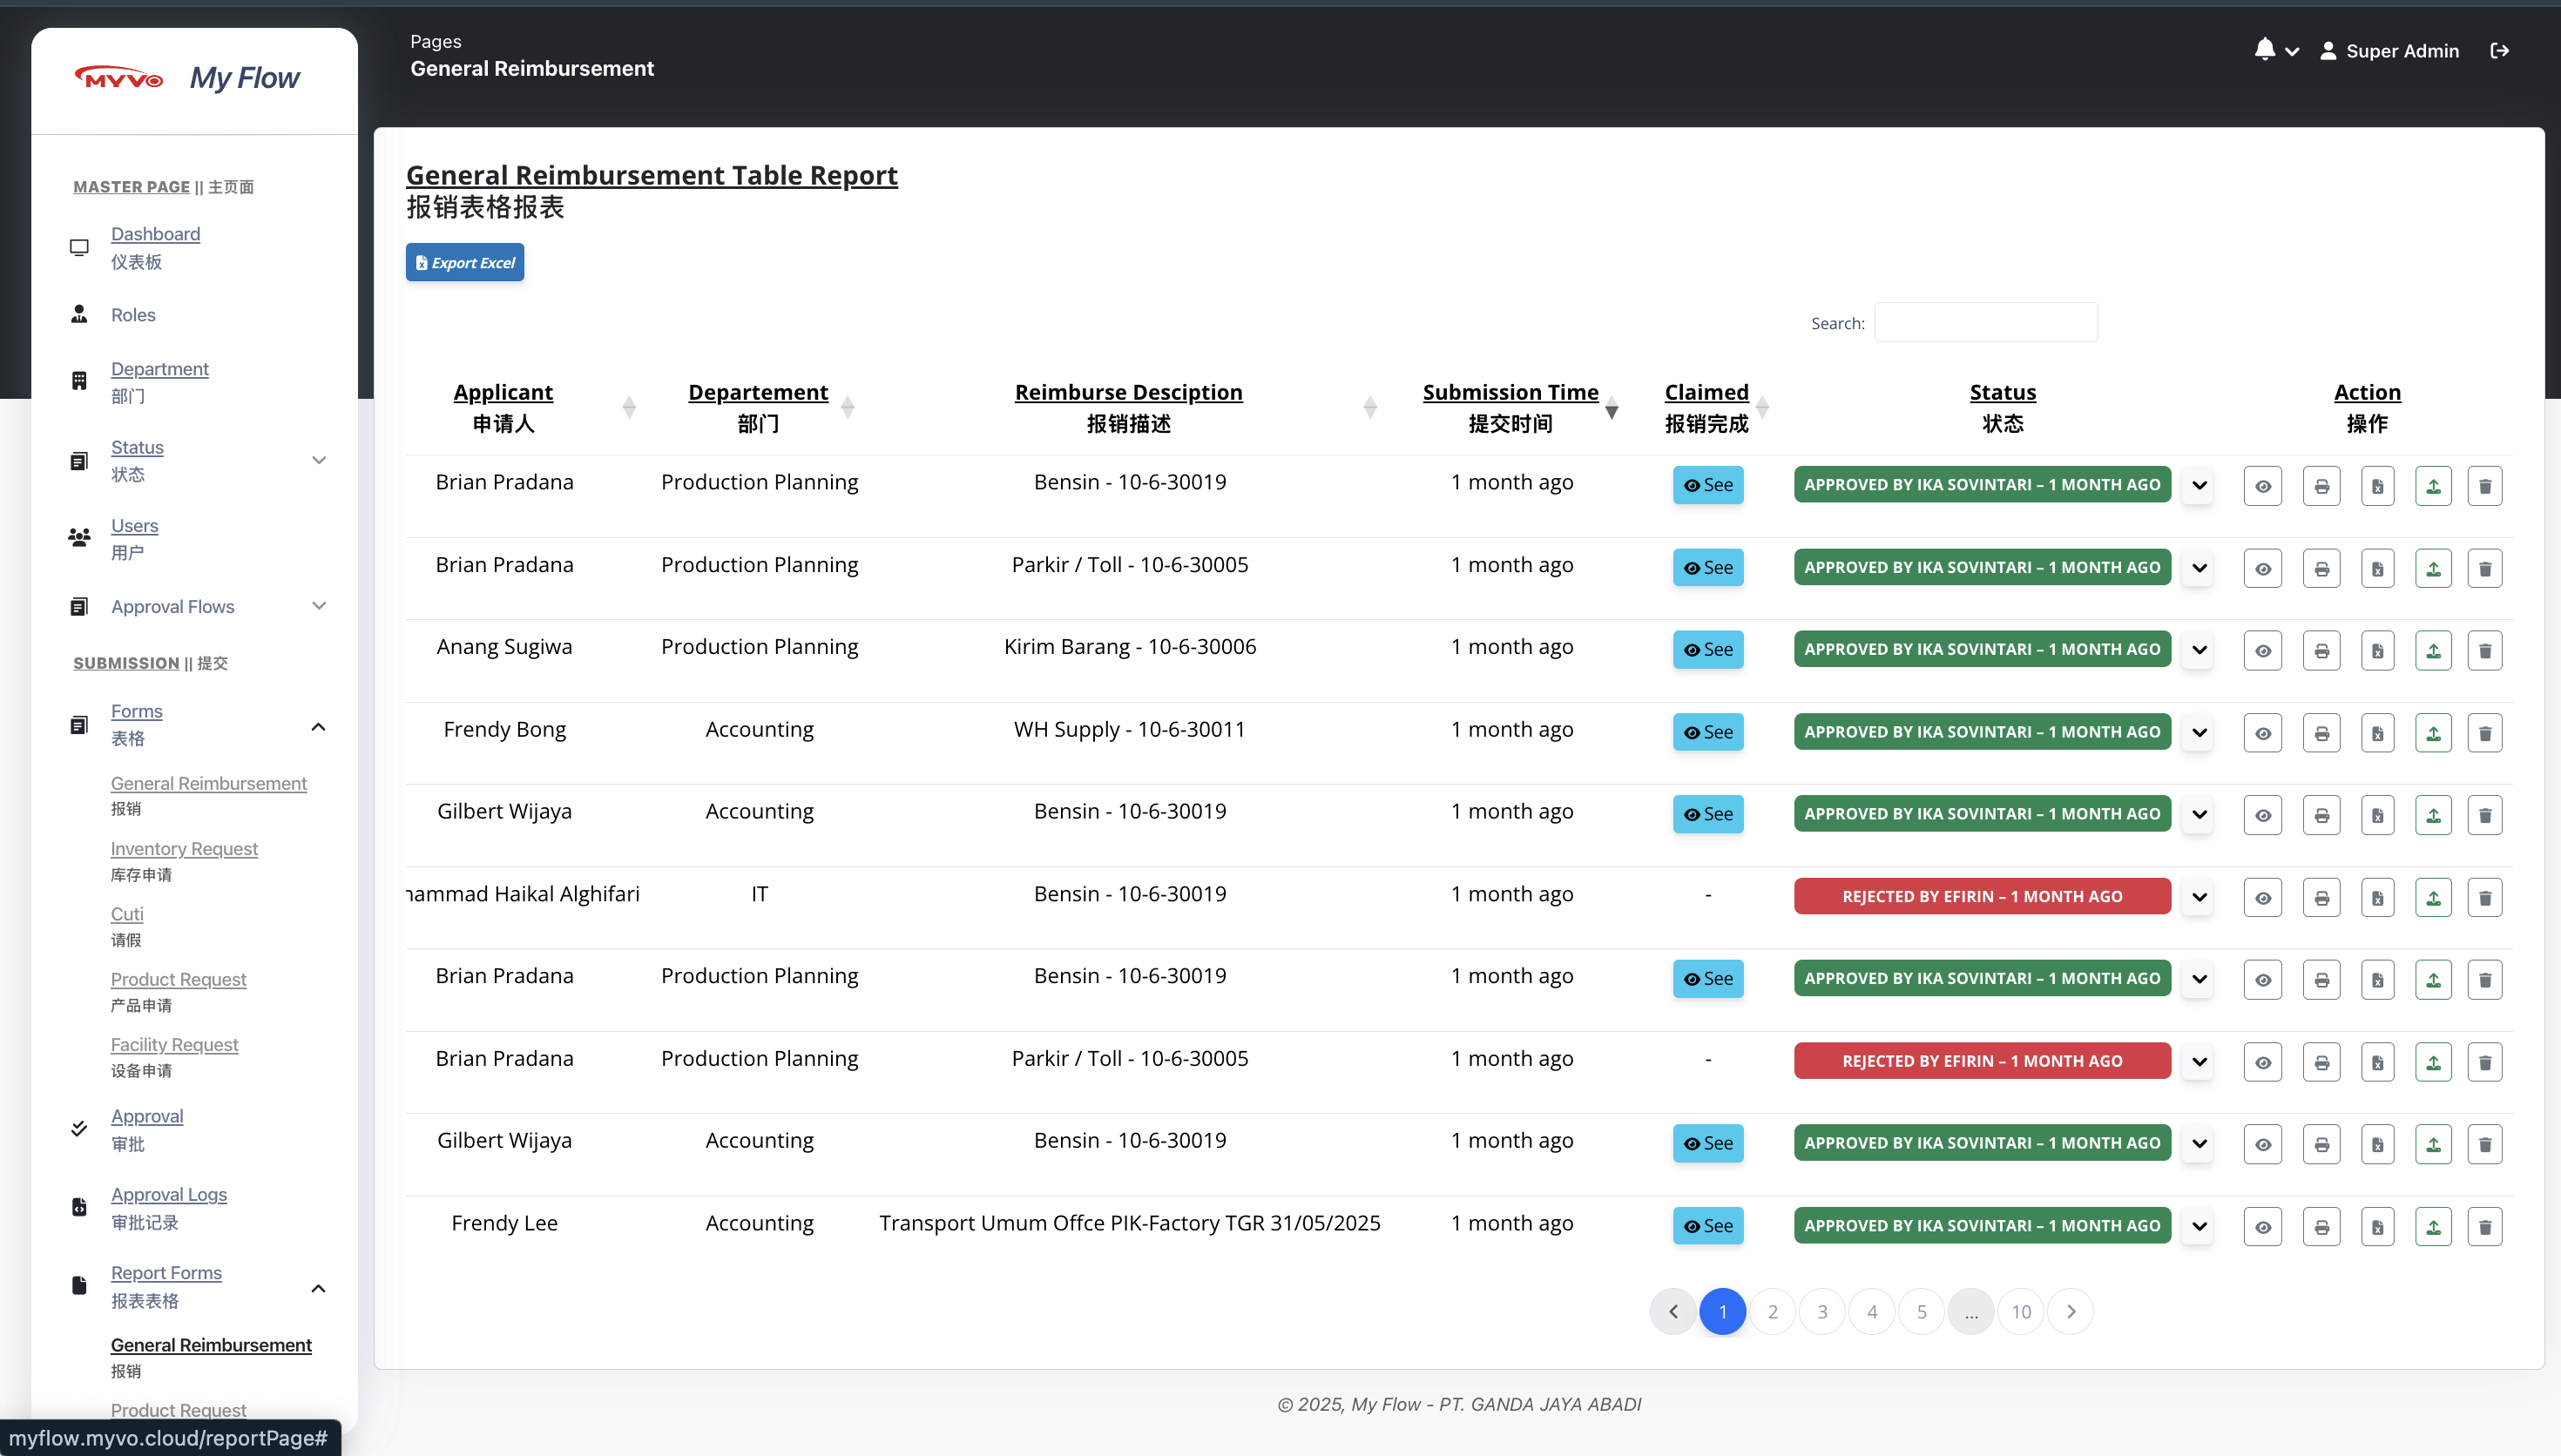 MYVO My Flow
Pages
General Reimbursement
Super Admin
MASTER PAGE || 主页面
Dashboard
仪表板
Roles
Department
部门
Status
状态
Users
用户
Approval Flows
SUBMISSION || 提交
Forms
表格
General Reimbursement
报销
Inventory Request
库存申请
Cuti
请假
Product Request
产品申请
Facility Request
设备申请
Approval
审批
Approval Logs
审批记录
Report Forms
报表表格
General Reimbursement
报销
Product Request
myflow.myvo.cloud/reportPage#
General Reimbursement Table Report
报销表格报表
Export Excel
Search:
Applicant Departement Reimburse Desciption Submission Time Claimed Status Action
申请人 部门 报销描述 提交时间 报销完成 状态 操作
Brian Pradana Production Planning Bensin - 10-6-30019 1 month ago See APPROVED BY IKA SOVINTARI – 1 MONTH AGO
Brian Pradana Production Planning Parkir / Toll - 10-6-30005 1 month ago See APPROVED BY IKA SOVINTARI – 1 MONTH AGO
Anang Sugiwa Production Planning Kirim Barang - 10-6-30006 1 month ago See APPROVED BY IKA SOVINTARI – 1 MONTH AGO
Frendy Bong Accounting WH Supply - 10-6-30011 1 month ago See APPROVED BY IKA SOVINTARI – 1 MONTH AGO
Gilbert Wijaya Accounting Bensin - 10-6-30019 1 month ago See APPROVED BY IKA SOVINTARI – 1 MONTH AGO
Haikal Alghifari IT Bensin - 10-6-30019 1 month ago - REJECTED BY EFIRIN – 1 MONTH AGO
Brian Pradana Production Planning Bensin - 10-6-30019 1 month ago See APPROVED BY IKA SOVINTARI – 1 MONTH AGO
Brian Pradana Production Planning Parkir / Toll - 10-6-30005 1 month ago - REJECTED BY EFIRIN – 1 MONTH AGO
Gilbert Wijaya Accounting Bensin - 10-6-30019 1 month ago See APPROVED BY IKA SOVINTARI – 1 MONTH AGO
Frendy Lee Accounting Transport Umum Offce PIK-Factory TGR 31/05/2025 1 month ago See APPROVED BY IKA SOVINTARI – 1 MONTH AGO
1 2 3 4 5 ... 10
© 2025, My Flow - PT. GANDA JAYA ABADI